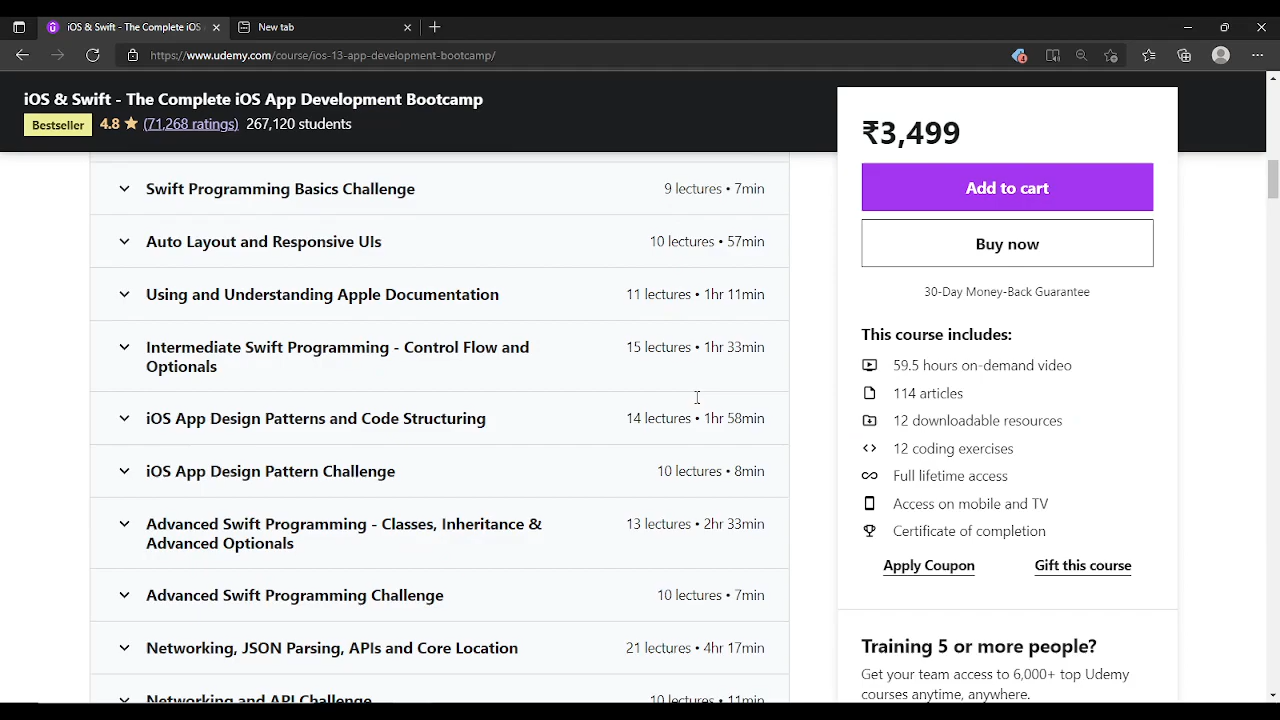 iOS & Swift - The Complete iOS
New tab
https://www.udemy.com/course/ios-13-app-development-bootcamp/
iOS & Swift - The Complete iOS App Development Bootcamp
Bestseller 4.8 ★ (71,268 ratings) 267,120 students
Swift Programming Basics Challenge 9 lectures • 7min
Auto Layout and Responsive UIs 10 lectures • 57min
Using and Understanding Apple Documentation 11 lectures • 1hr 11min
Intermediate Swift Programming - Control Flow and 15 lectures • 1hr 33min
Optionals
iOS App Design Patterns and Code Structuring 14 lectures • 1hr 58min
iOS App Design Pattern Challenge 10 lectures • 8min
Advanced Swift Programming - Classes, Inheritance & 13 lectures • 2hr 33min
Advanced Optionals
Advanced Swift Programming Challenge 10 lectures • 7min
Networking, JSON Parsing, APIs and Core Location 21 lectures • 4hr 17min
Networking and API Challenge 10 lectures • 11min
₹3,499
Add to cart
Buy now
30-Day Money-Back Guarantee
This course includes:
59.5 hours on-demand video
114 articles
12 downloadable resources
12 coding exercises
Full lifetime access
Access on mobile and TV
Certificate of completion
Apply Coupon Gift this course
Training 5 or more people?
Get your team access to 6,000+ top Udemy
courses anytime, anywhere.